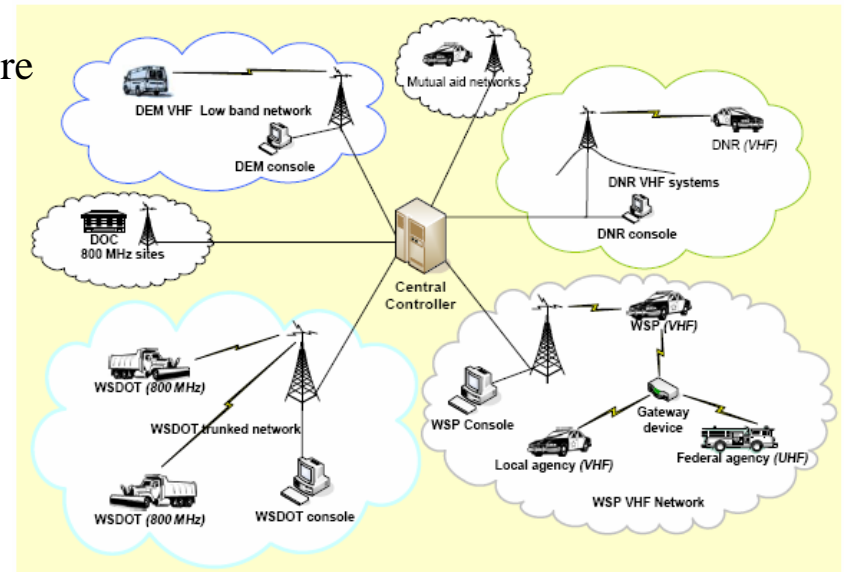 re
Mutual aid networks
DEM VHF Low band network
DEM console
DNR (VHF)
DNR VHF systems
DNR console
DOC
800 MHz sites
Central
Controller
WSP (VHF)
WSDOT (800 MHz)
WSDOT trunked network
WSP Console
Gateway
device
Local agency (VHF)
Federal agency (UHF)
WSP VHF Network
WSDOT (800 MHz)
WSDOT console